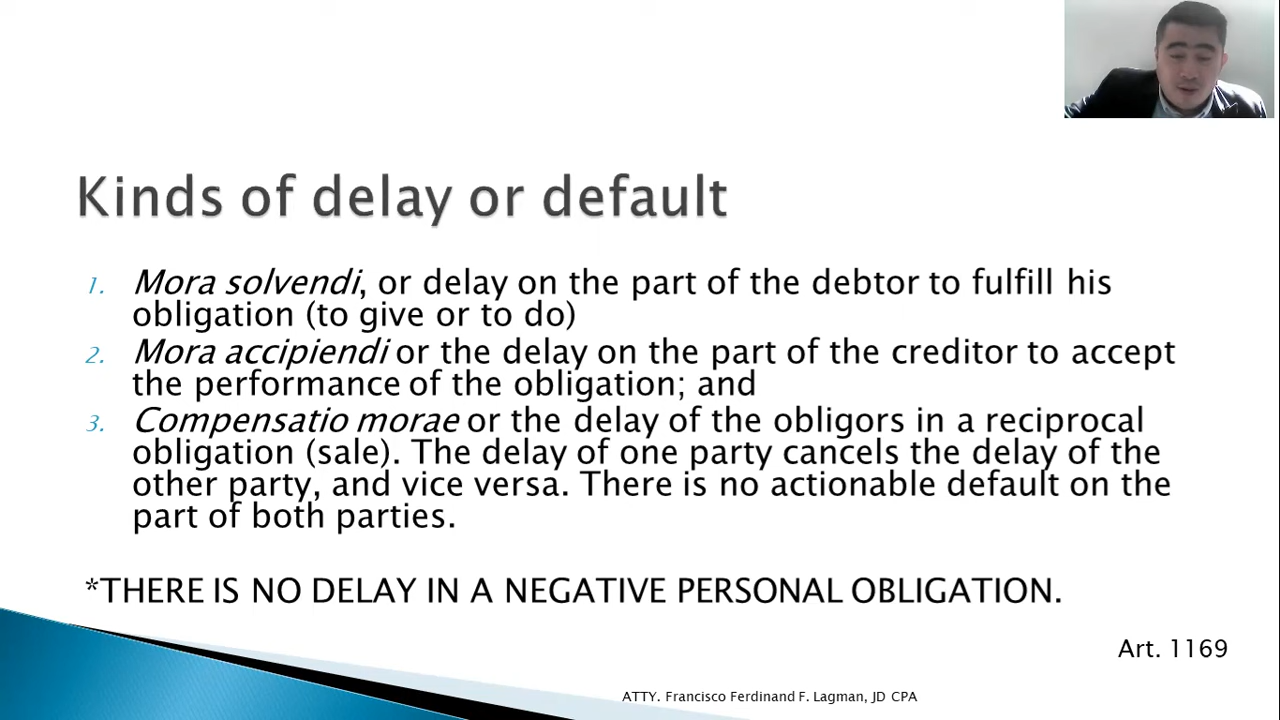 Kinds of delay or default
1. Mora solvendi, or delay on the part of the debtor to fulfill his
obligation (to give or to do)
2. Mora accipiendi or the delay on the part of the creditor to accept
the performance of the obligation; and
3. Compensatio morae or the delay of the obligors in a reciprocal
obligation (sale). The delay of one party cancels the delay of the
other party, and vice versa. There is no actionable default on the
part of both parties.
*THERE IS NO DELAY IN A NEGATIVE PERSONAL OBLIGATION.
Art. 1169
ATTY. Francisco Ferdinand F. Lagman, JD CPA